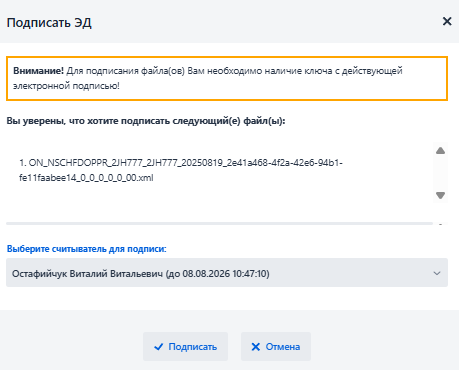 Подписать ЭД
Внимание! Для подписания файла(ов) Вам необходимо наличие ключа с действующей
электронной подписью!
Вы уверены, что хотите подписать следующий(е) файл(ы):
1. ON_NSCHFDOPPR_2JH777_2JH777_20250819_2e41a468-4f2a-42e6-94b1-
fe11faabee14_0_0_0_0_0_00.xml
Выберите считыватель для подписи:
Остафийчук Виталий Витальевич (до 08.08.2026 10:47:10)
Подписать
Отмена